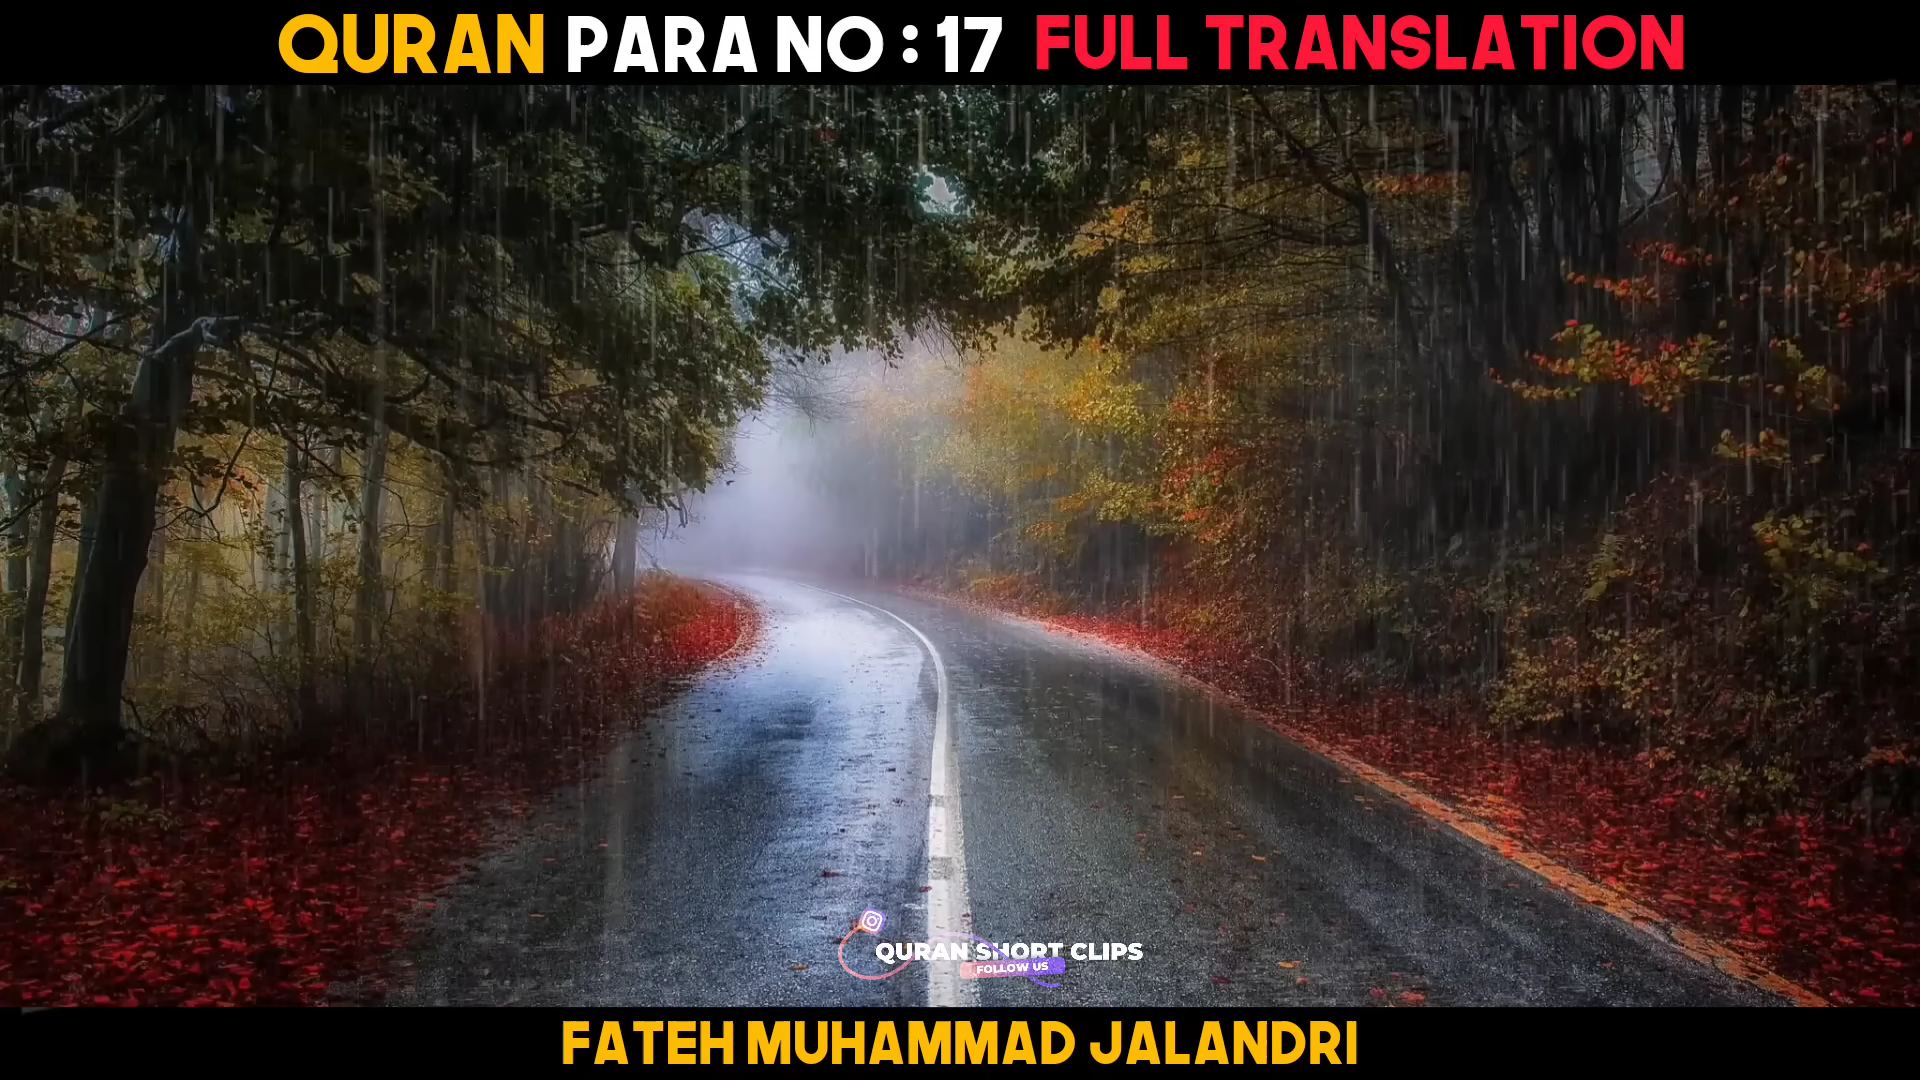 QURAN PARA NO : 17 FULL TRANSLATION
QURAN SHORT CLIPS
FOLLOW US
FATEH MUHAMMAD JALANDRI